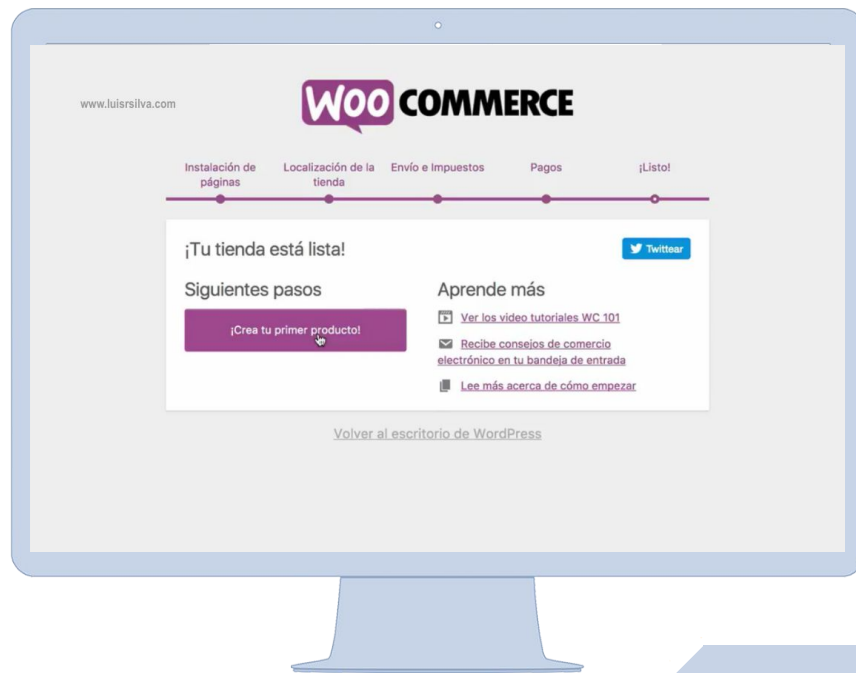 www.luisrsilva.com
WOO COMMERCE
Instalación de
páginas
Localización de la
tienda
Envío e Impuestos
Pagos
¡Listo!
¡Tu tienda está lista!
Twittear
Siguientes pasos
¡Crea tu primer producto!
Aprende más
Ver los video tutoriales WC 101
Recibe consejos de comercio
electrónico en tu bandeja de entrada
Lee más acerca de cómo empezar
Volver al escritorio de WordPress